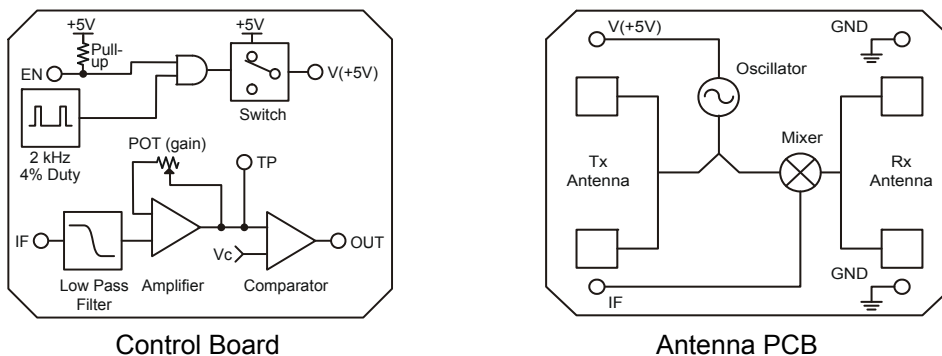 +5V
Pull-
up
EN
+5V
V(+5V)
Switch
2 kHz
4% Duty
POT (gain)
TP
IF
Vc
OUT
Low Pass
Filter
Amplifier
Comparator
Control Board
V(+5V)
GND
Oscillator
Mixer
Tx
Antenna
Rx
Antenna
IF
GND
Antenna PCB